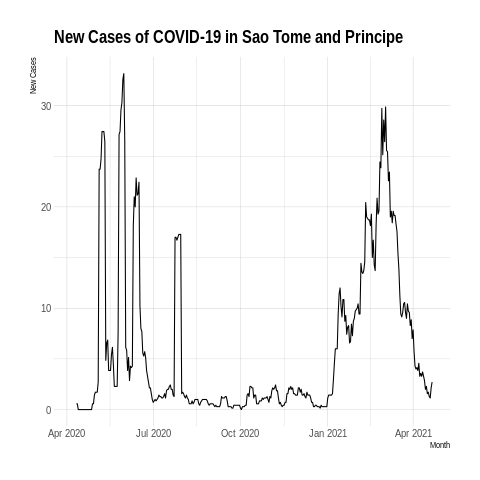 New Cases of COVID-19 in Sao Tome and Principe
New Cases
30
20
10
0
Apr 2020 Jul 2020 Oct 2020 Jan 2021 Apr 2021
Month